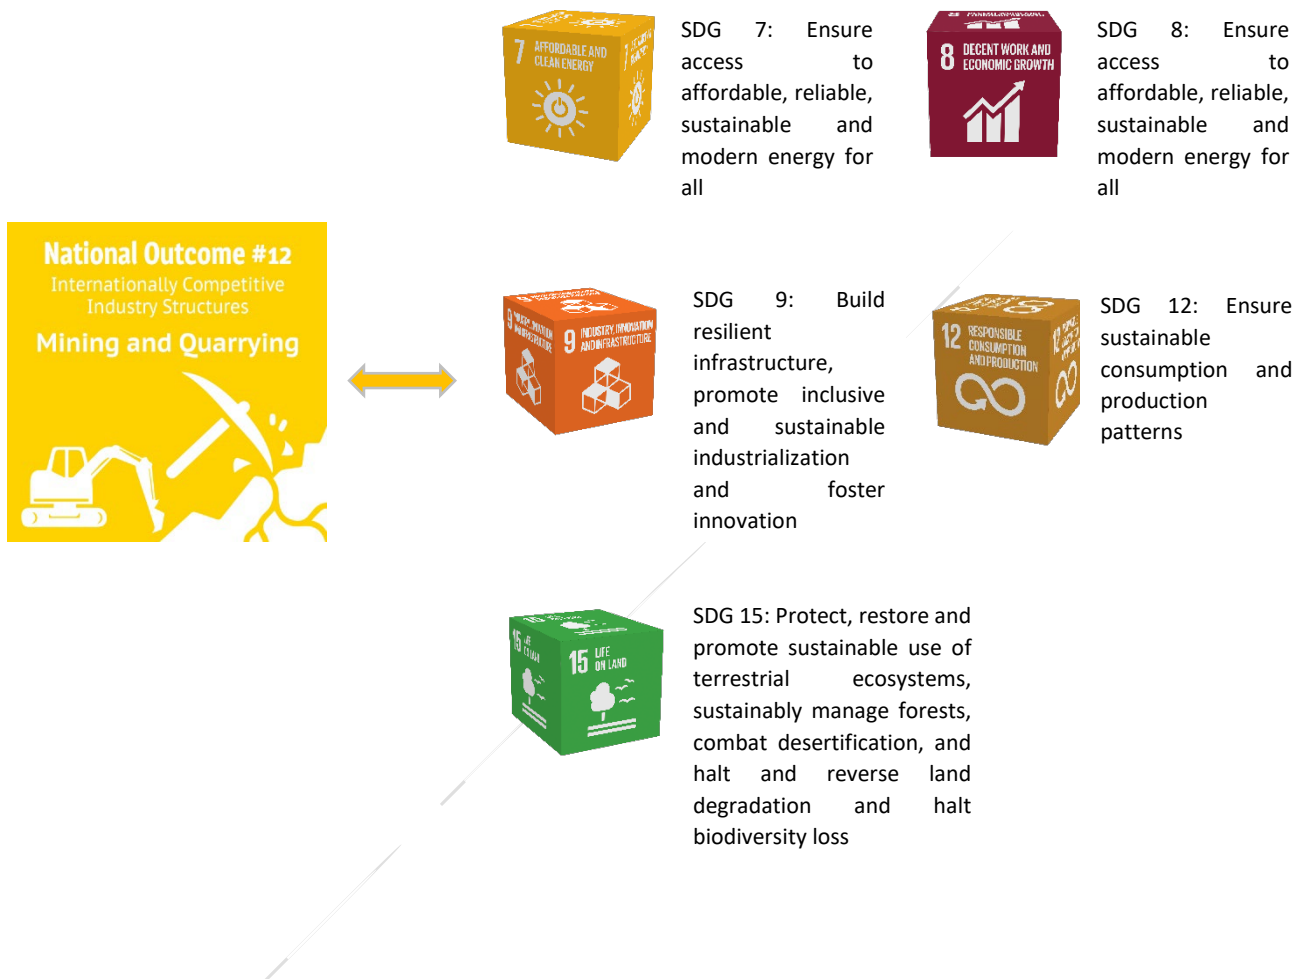 7 AFFORDABLE AND
CLEAN ENERGY
SDG 7: Ensure
access to
affordable, reliable,
sustainable and
modern energy for
all
8 DECENT WORK AND
ECONOMIC GROWTH
SDG 8: Ensure
access to
affordable, reliable,
sustainable and
modern energy for
all
National Outcome #12
Internationally Competitive
Industry Structures
Mining and Quarrying
9 INDUSTRY, INNOVATION
AND INFRASTRUCTURE
SDG 9: Build
resilient
infrastructure,
promote inclusive
and sustainable
industrialization
and foster
innovation
12 RESPONSIBLE
CONSUMPTION
AND PRODUCTION
SDG 12: Ensure
sustainable
consumption and
production
patterns
15 LIFE
ON LAND
SDG 15: Protect, restore and
promote sustainable use of
terrestrial ecosystems,
sustainably manage forests,
combat desertification, and
halt and reverse land
degradation and halt
biodiversity loss